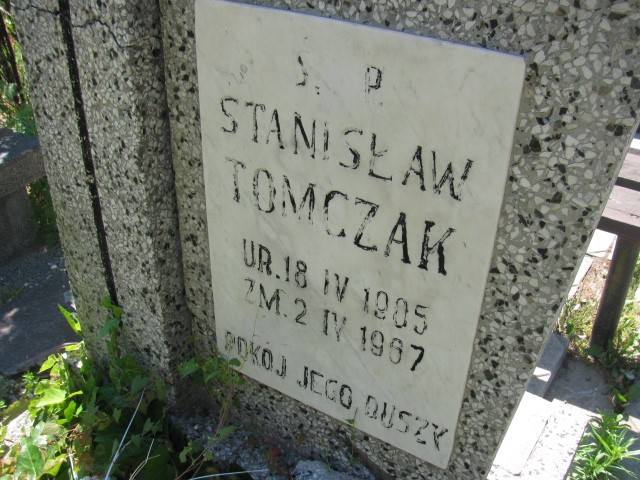 Ś. P.
STANISŁAW
TOMCZAK
UR. 18 IV 1905
ZM. 2 IV 1967
POKÓJ JEGO DUSZY